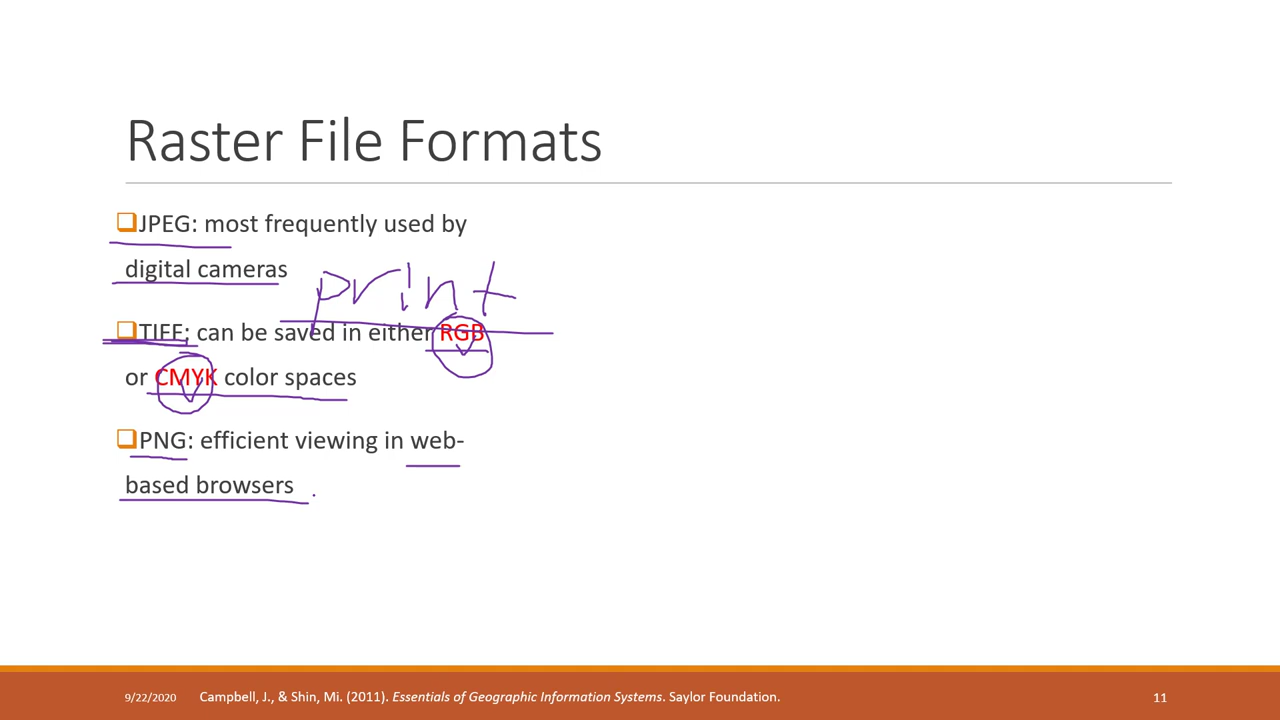 Raster File Formats
JPEG: most frequently used by
digital cameras
print
TIFF: can be saved in either RGB
or CMYK color spaces
PNG: efficient viewing in web-
based browsers
9/22/2020 Campbell, J., & Shin, Mi. (2011). Essentials of Geographic Information Systems. Saylor Foundation. 11